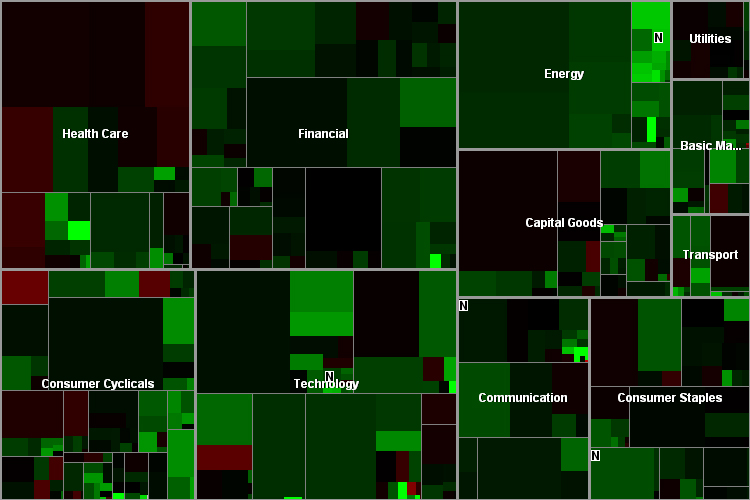 N
Utilities
Energy
Health Care
Financial
Basic Ma...
Capital Goods
Transport
N
N
Consumer Cyclicals
Technology
Communication
Consumer Staples
N